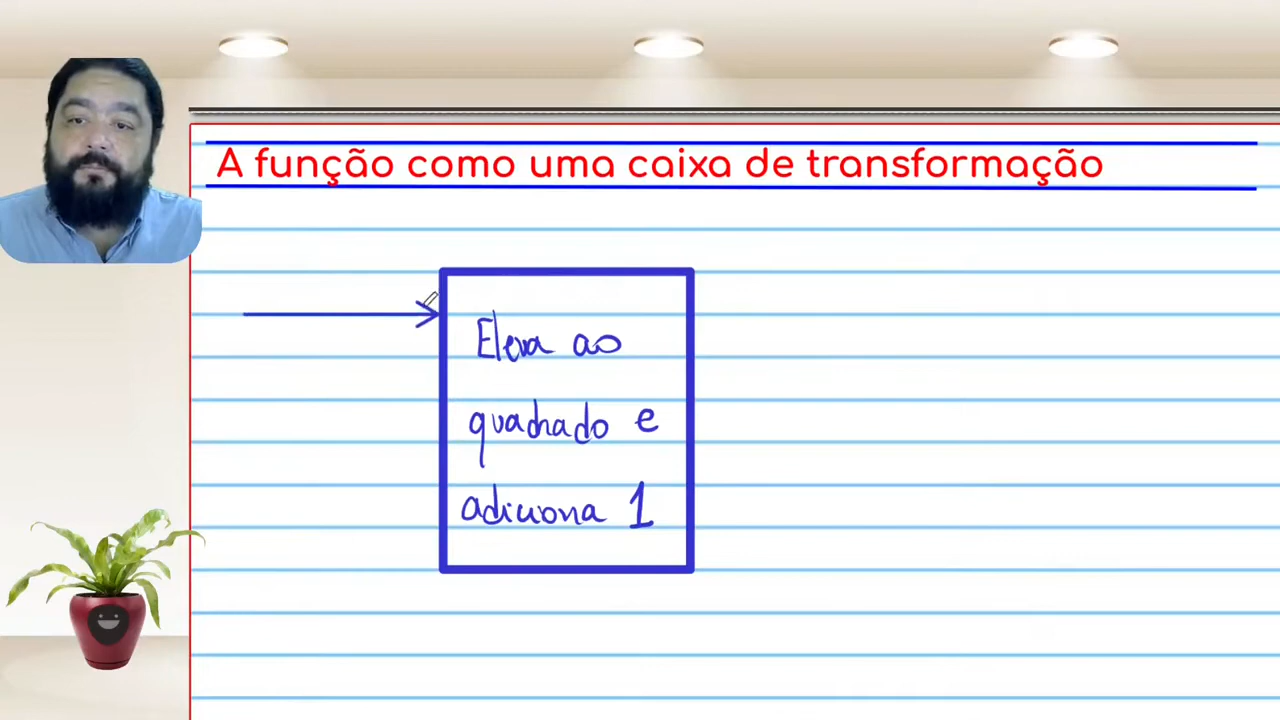 A função como uma caixa de transformação
Eleva ao
quadrado e
adiciona 1